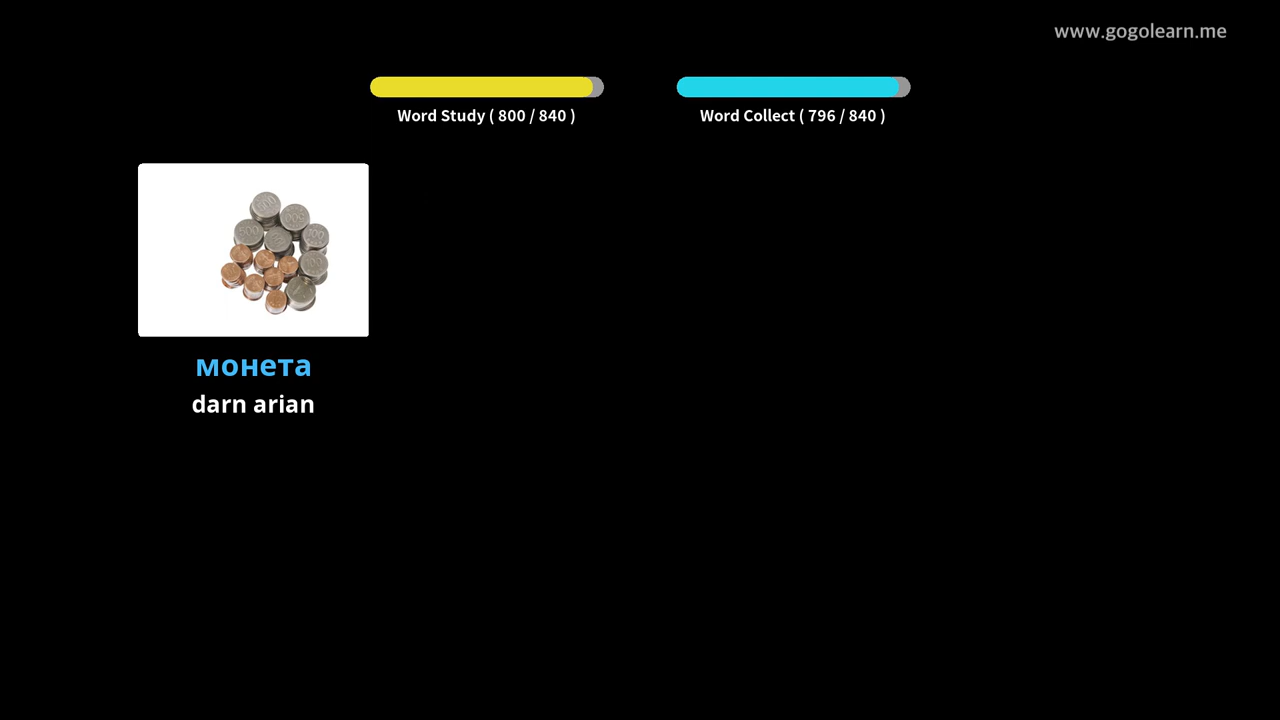 www.gogolearn.me
Word Study ( 800 / 840 )
Word Collect ( 796 / 840 )
монета
darn arian